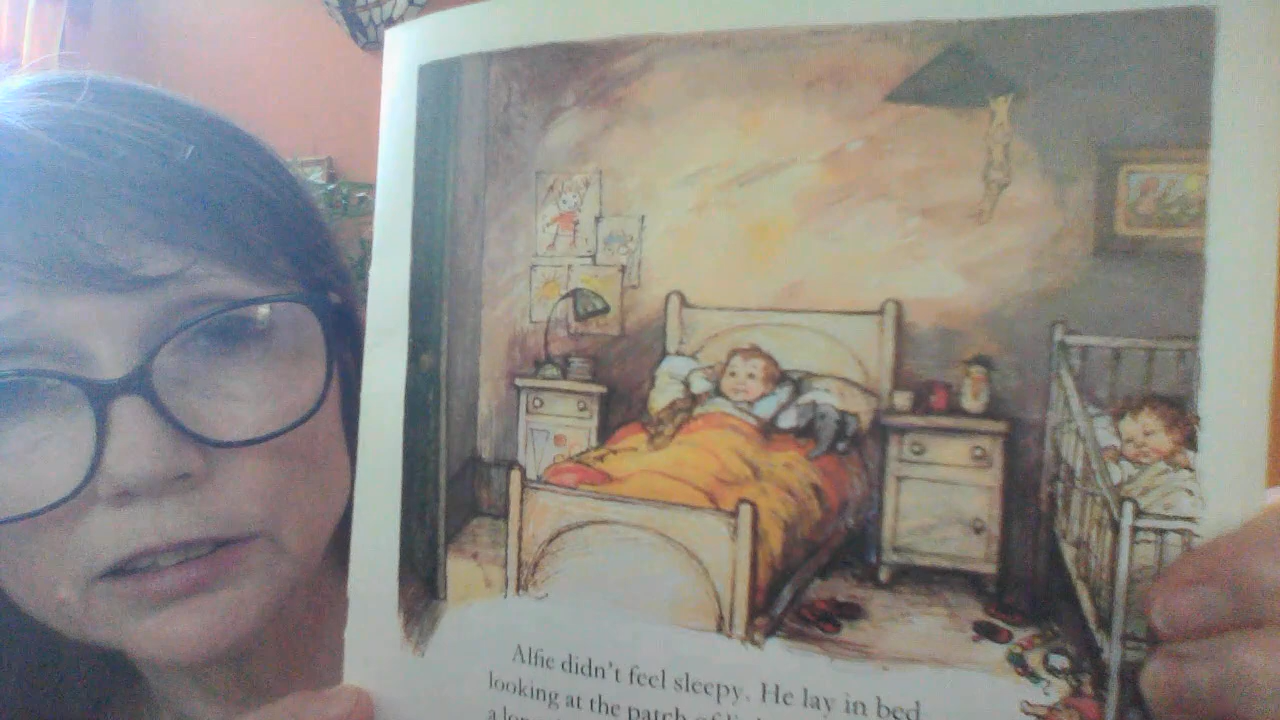 Alfie didn't feel sleepy. He lay in bed
looking at the patch of
a